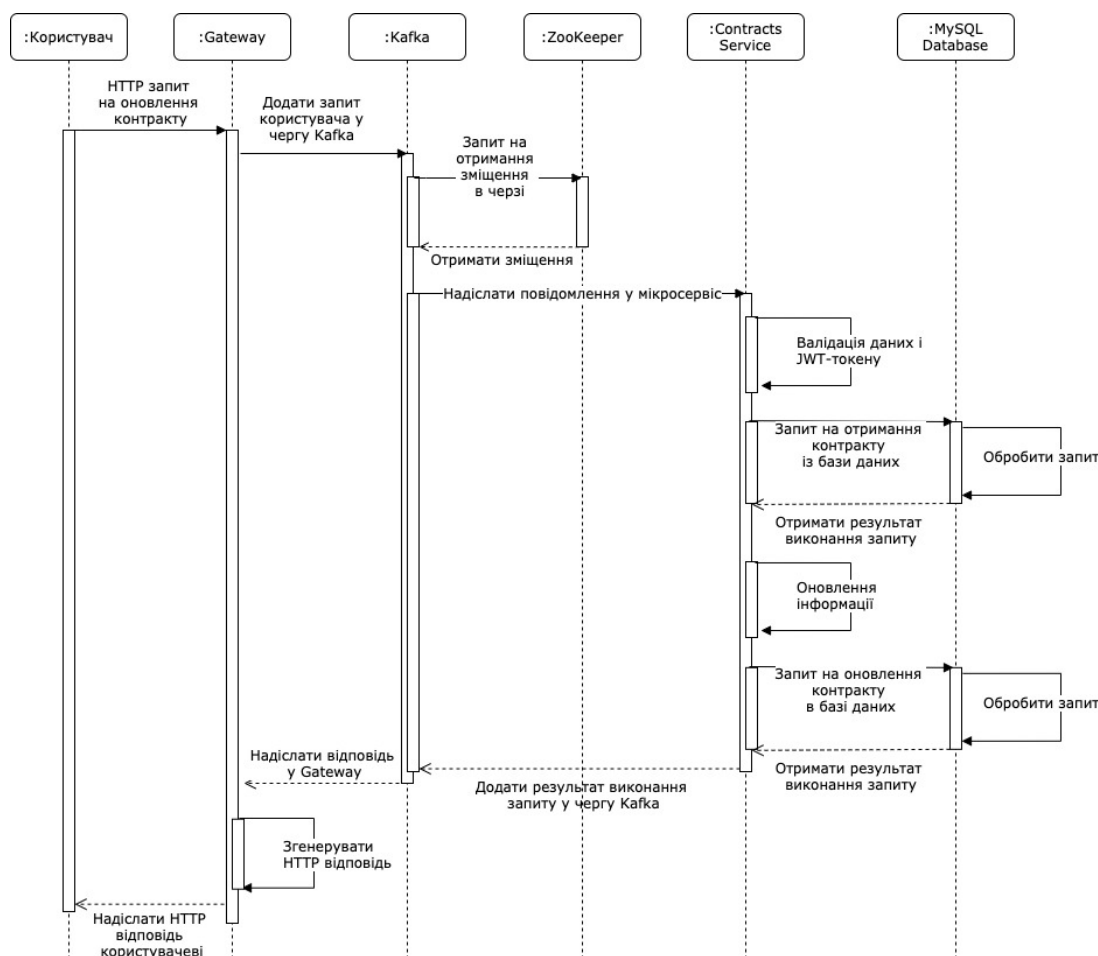 :Користувач
:Gateway
:Kafka
:ZooKeeper
:Contracts
Service
:MySQL
Database
HTTP запит
на оновлення
контракту
Додати запит
користувача у
чергу Kafka
Запит на
отримання
зміщення
в черзі
Отримати зміщення
Надіслати повідомлення у мікросервіс
Валідація даних і
JWT-токену
Запит на отримання
контракту
із бази даних
Обробити запит
Отримати результат
виконання запиту
Оновлення
інформації
Запит на оновлення
контракту
в базі даних
Обробити запит
Отримати результат
виконання запиту
Надіслати відповідь
у Gateway
Додати результат виконання
запиту у чергу Kafka
Згенерувати
HTTP відповідь
Надіслати HTTP
відповідь
користувачеві